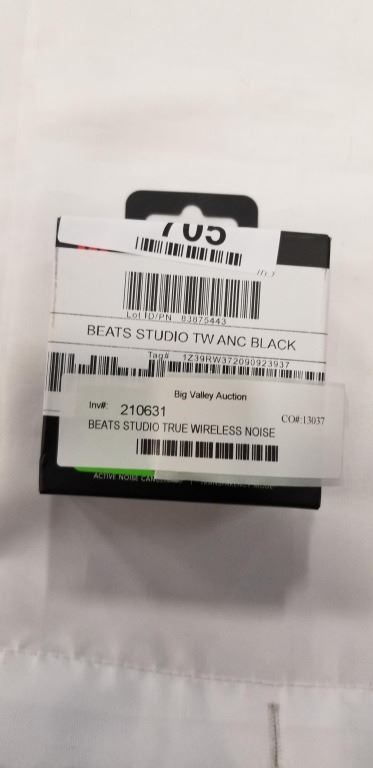 705
Lot ID/PN 83875443
BEATS STUDIO TW ANC BLACK
Tag# 1Z39RW372090923937
Big Valley Auction
Inv#: 210631 CO#:13037
BEATS STUDIO TRUE WIRELESS NOISE
ACTIVE NOISE